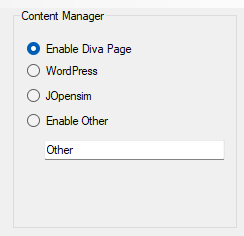 Content Manager
Enable Diva Page
WordPress
JOpensim
Enable Other
Other